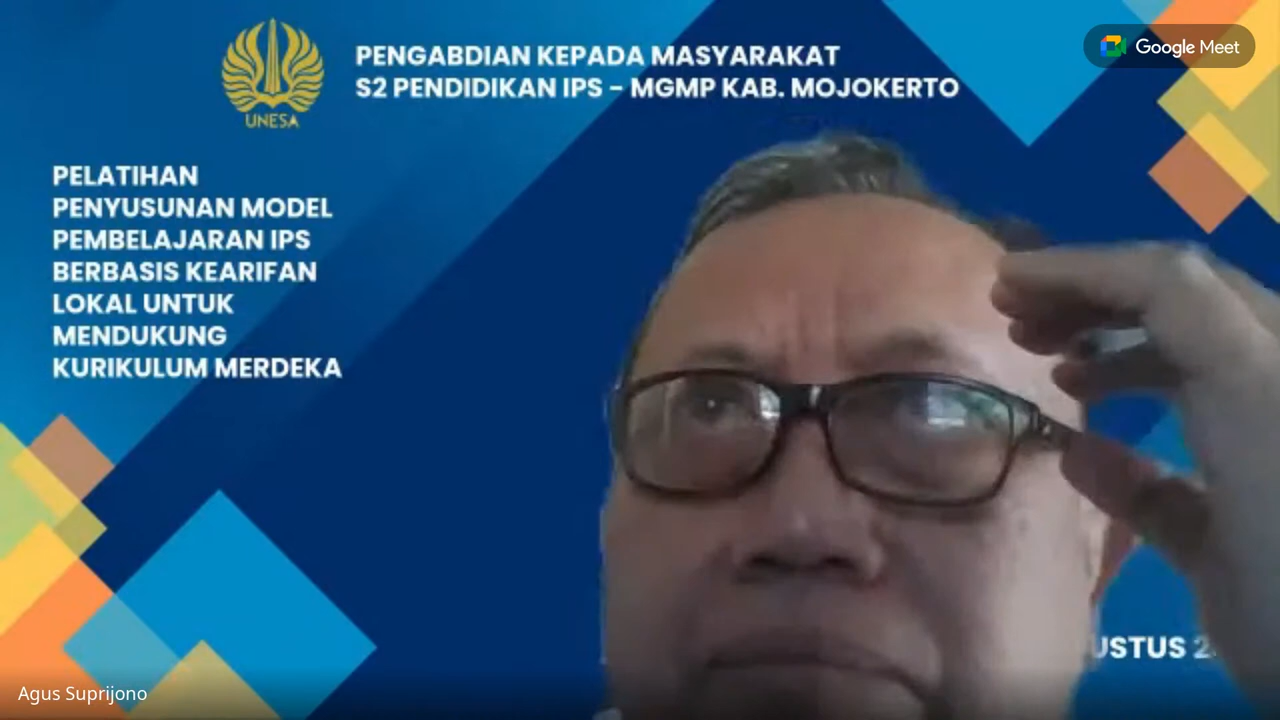 Google Meet
PENGABDIAN KEPADA MASYARAKAT
S2 PENDIDIKAN IPS – MGMP KAB. MOJOKERTO
UNESA
PELATIHAN
PENYUSUNAN MODEL
PEMBELAJARAN IPS
BERBASIS KEARIFAN
LOKAL UNTUK
MENDUKUNG
KURIKULUM MERDEKA
Agus Suprijono